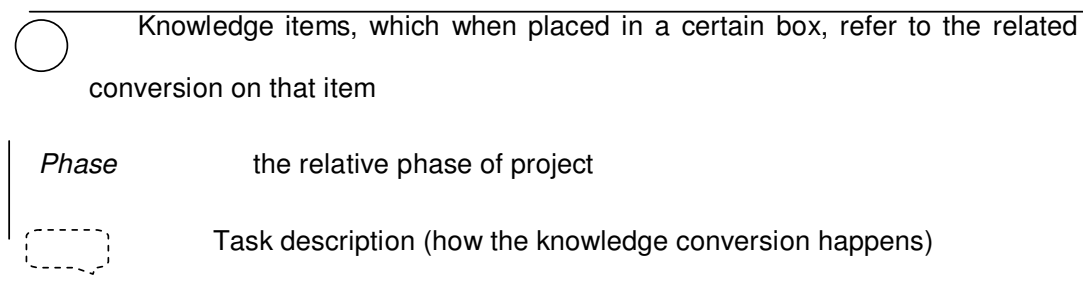 Knowledge items, which when placed in a certain box, refer to the related
conversion on that item
Phase the relative phase of project
Task description (how the knowledge conversion happens)